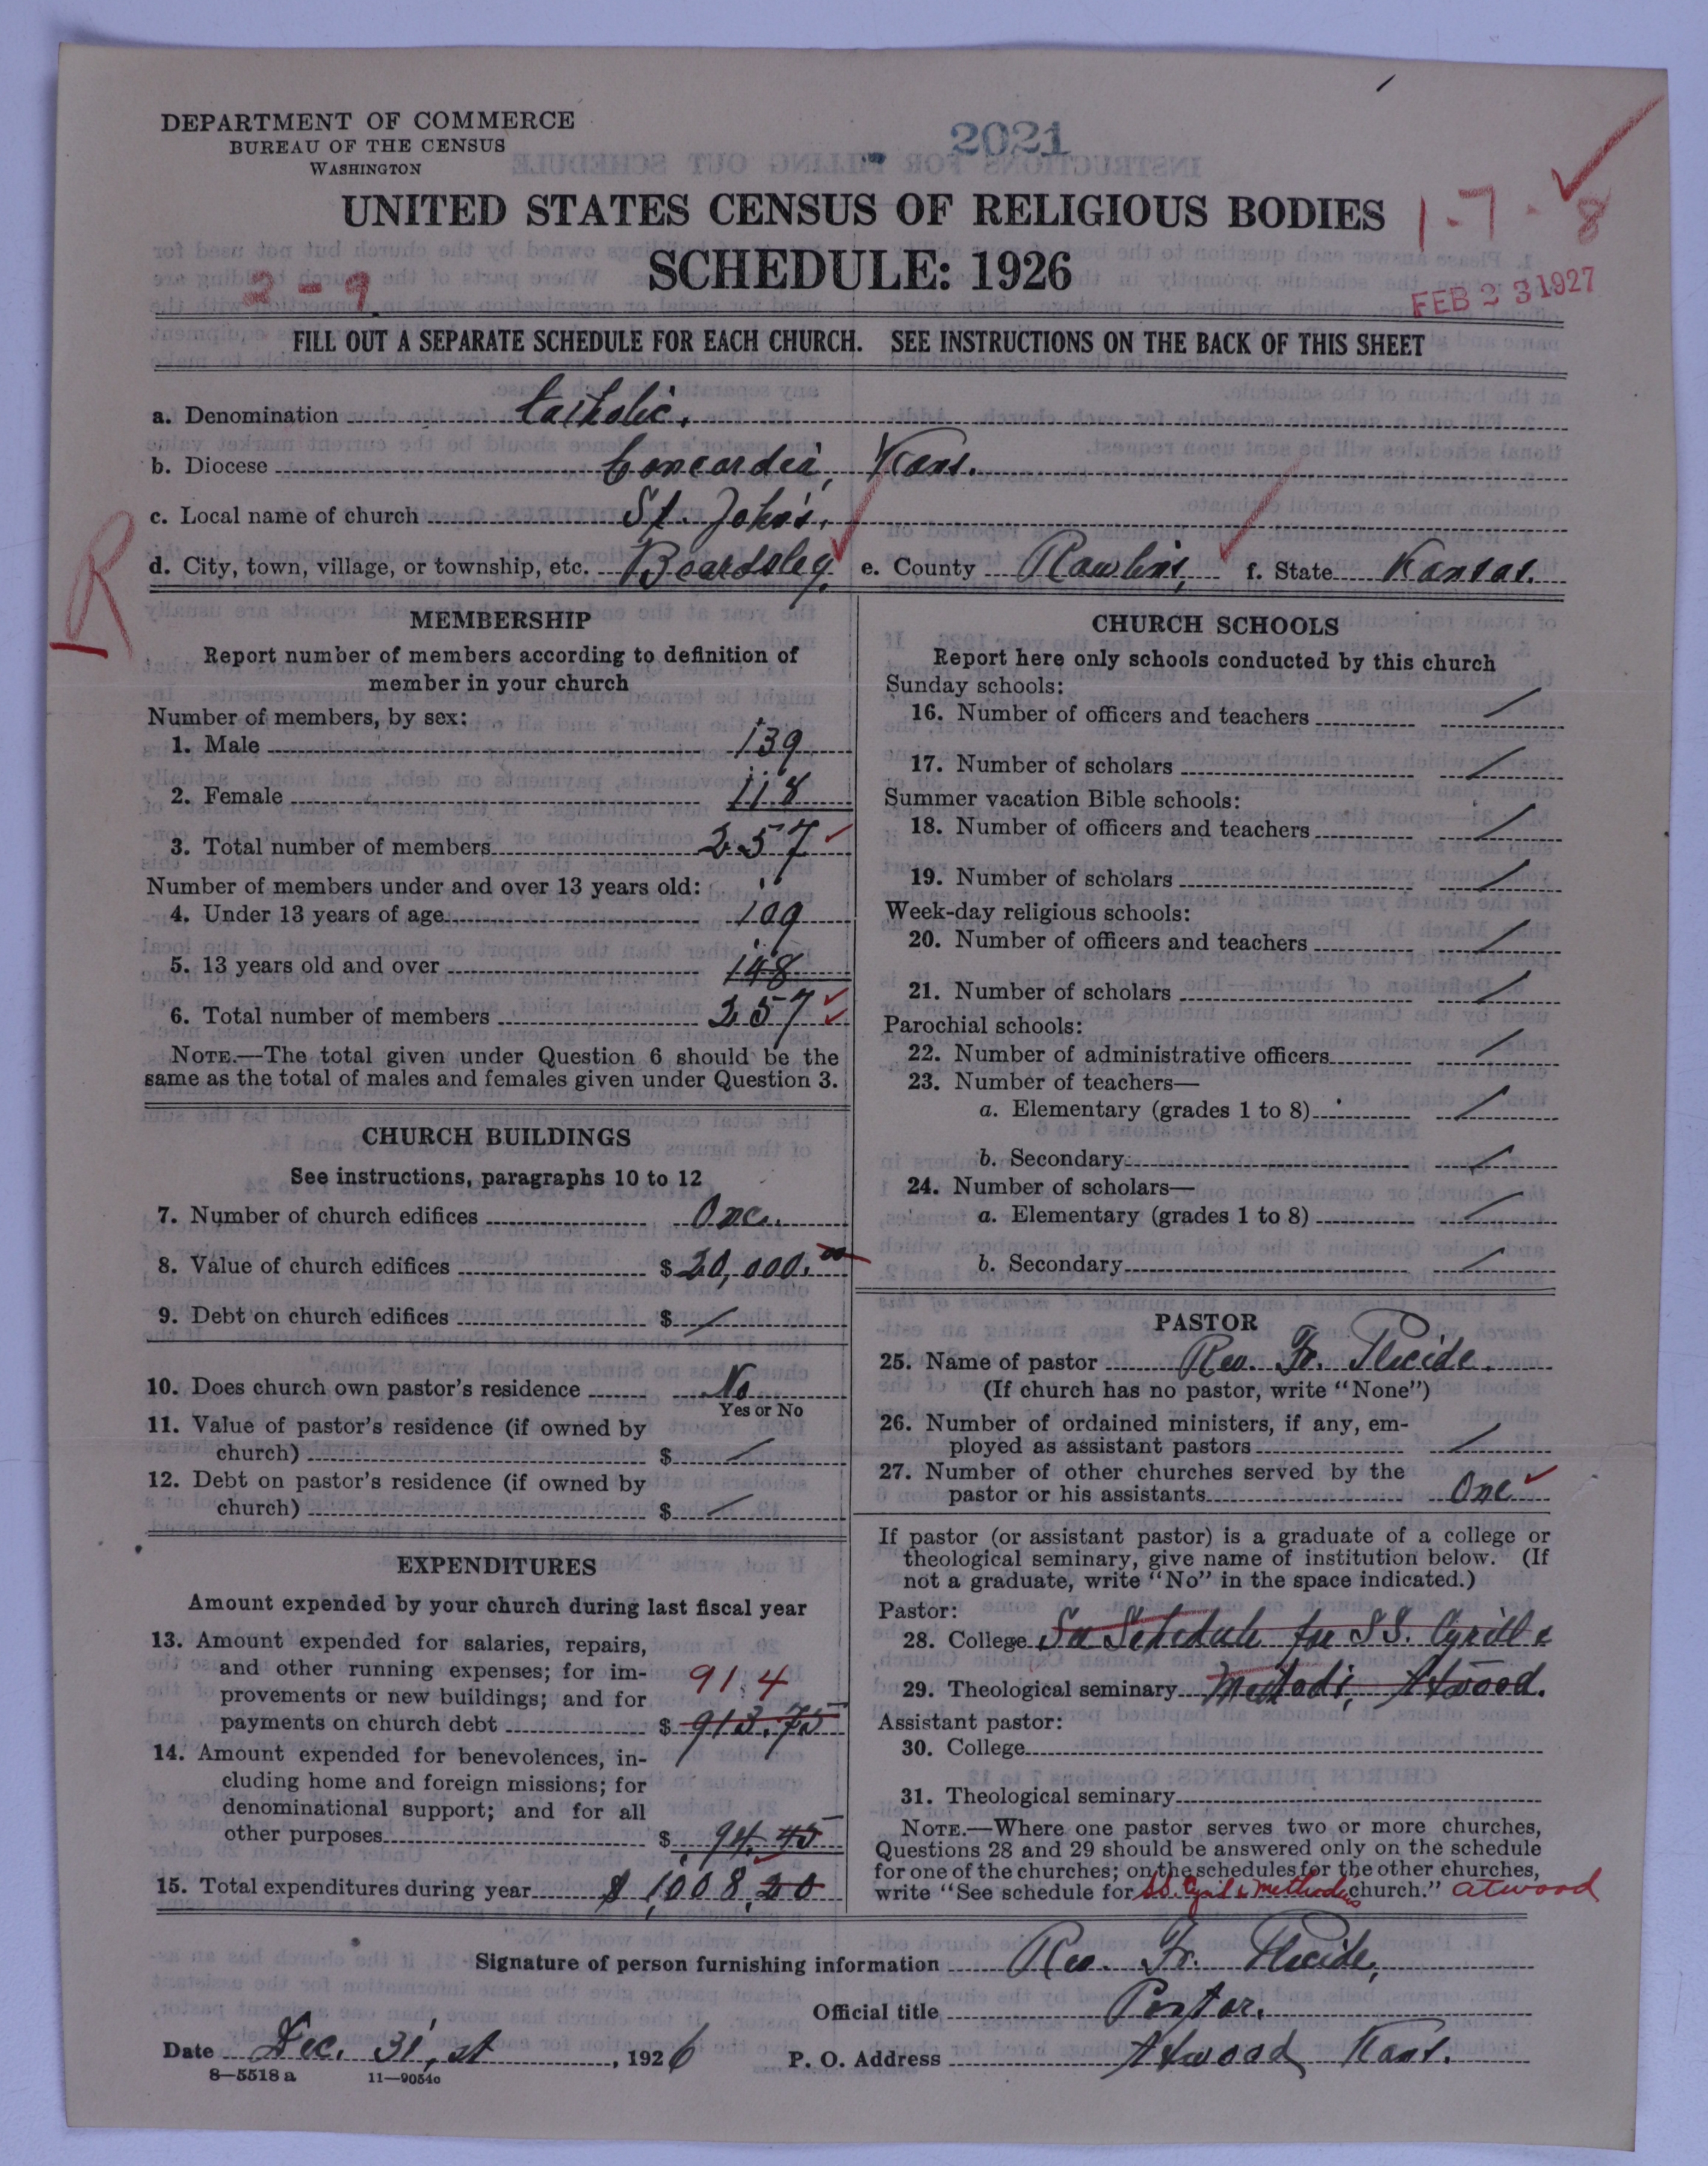 DEPARTMENT OF COMMERCE
BUREAU OF THE CENSUS
WASHINGTON
2021
UNITED STATES CENSUS OF RELIGIOUS BODIES
1-7-8
SCHEDULE: 1926
2-9
FEB 23 1927
FILL OUT A SEPARATE SCHEDULE FOR EACH CHURCH. SEE INSTRUCTIONS ON THE BACK OF THIS SHEET
a. Denomination Catholic.
b. Diocese Concordia, Kans.
c. Local name of church St. John's,
R
d. City, town, village, or township, etc. Beardsley. e. County Rawlins, f. State Kansas.
MEMBERSHIP
Report number of members according to definition of
member in your church
Number of members, by sex:
1. Male 139
2. Female 118
3. Total number of members 257
Number of members under and over 13 years old:
4. Under 13 years of age 109
5. 13 years old and over 148
6. Total number of members 257
NOTE.—The total given under Question 6 should be the
same as the total of males and females given under Question 3.
CHURCH BUILDINGS
See instructions, paragraphs 10 to 12
7. Number of church edifices One.
8. Value of church edifices $20,000.00
9. Debt on church edifices $ /
10. Does church own pastor's residence No
Yes or No
11. Value of pastor's residence (if owned by
church) $ /
12. Debt on pastor's residence (if owned by
church) $ /
EXPENDITURES
Amount expended by your church during last fiscal year
13. Amount expended for salaries, repairs,
and other running expenses; for im-
provements or new buildings; and for
914
payments on church debt $ 913.75
14. Amount expended for benevolences, in-
cluding home and foreign missions; for
denominational support; and for all
other purposes $ 94.45
15. Total expenditures during year $ 1,008,20
CHURCH SCHOOLS
Report here only schools conducted by this church
Sunday schools:
16. Number of officers and teachers /
17. Number of scholars /
Summer vacation Bible schools:
18. Number of officers and teachers /
19. Number of scholars /
Week-day religious schools:
20. Number of officers and teachers /
21. Number of scholars /
Parochial schools:
22. Number of administrative officers /
23. Number of teachers—
a. Elementary (grades 1 to 8) /
b. Secondary /
24. Number of scholars—
a. Elementary (grades 1 to 8) /
b. Secondary /
PASTOR
25. Name of pastor Rev. Fr. Placide.
(If church has no pastor, write "None")
26. Number of ordained ministers, if any, em-
ployed as assistant pastors /
27. Number of other churches served by the
pastor or his assistants One
If pastor (or assistant pastor) is a graduate of a college or
theological seminary, give name of institution below. (If
not a graduate, write "No" in the space indicated.)
Pastor:
28. College See Schedule for SS. Cyrill &
29. Theological seminary Metodi, Atwood.
Assistant pastor:
30. College
31. Theological seminary
NOTE.—Where one pastor serves two or more churches,
Questions 28 and 29 should be answered only on the schedule
for one of the churches; on the schedules for the other churches,
write "See schedule for SS. Cyril & Methodius church." Atwood
Signature of person furnishing information Rev. Fr. Placide,
Official title Pastor.
Date Dec. 31, st, 1926 P. O. Address Atwood, Kans.
8—5518 a 11—9054c